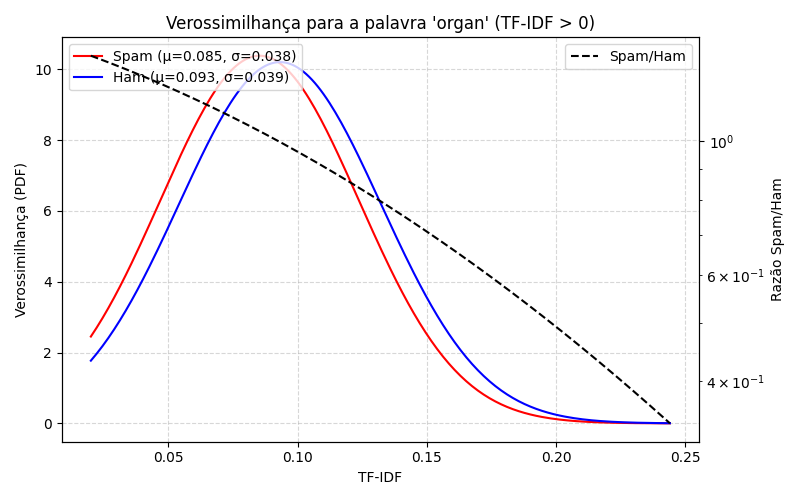 Verossimilhança para a palavra 'organ' (TF-IDF > 0)
Spam (μ=0.085, σ=0.038)
Ham (μ=0.093, σ=0.039)
Spam/Ham
Verossimilhança (PDF)
10
8
6
4
2
0
10⁰
6×10⁻¹
4×10⁻¹
Razão Spam/Ham
0.05
0.10
0.15
0.20
0.25
TF-IDF